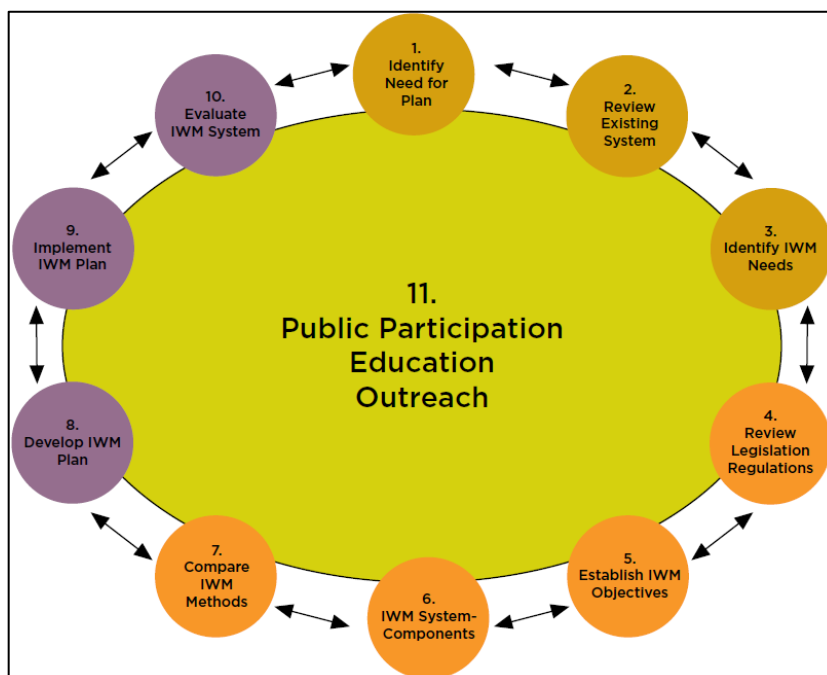 1.
Identify
Need for
Plan
2.
Review
Existing
System
3.
Identify IWM
Needs
4.
Review
Legislation
Regulations
5.
Establish IWM
Objectives
6.
IWM System-
Components
7.
Compare
IWM
Methods
8.
Develop IWM
Plan
9.
Implement
IWM Plan
10.
Evaluate
IWM System
11.
Public Participation
Education
Outreach